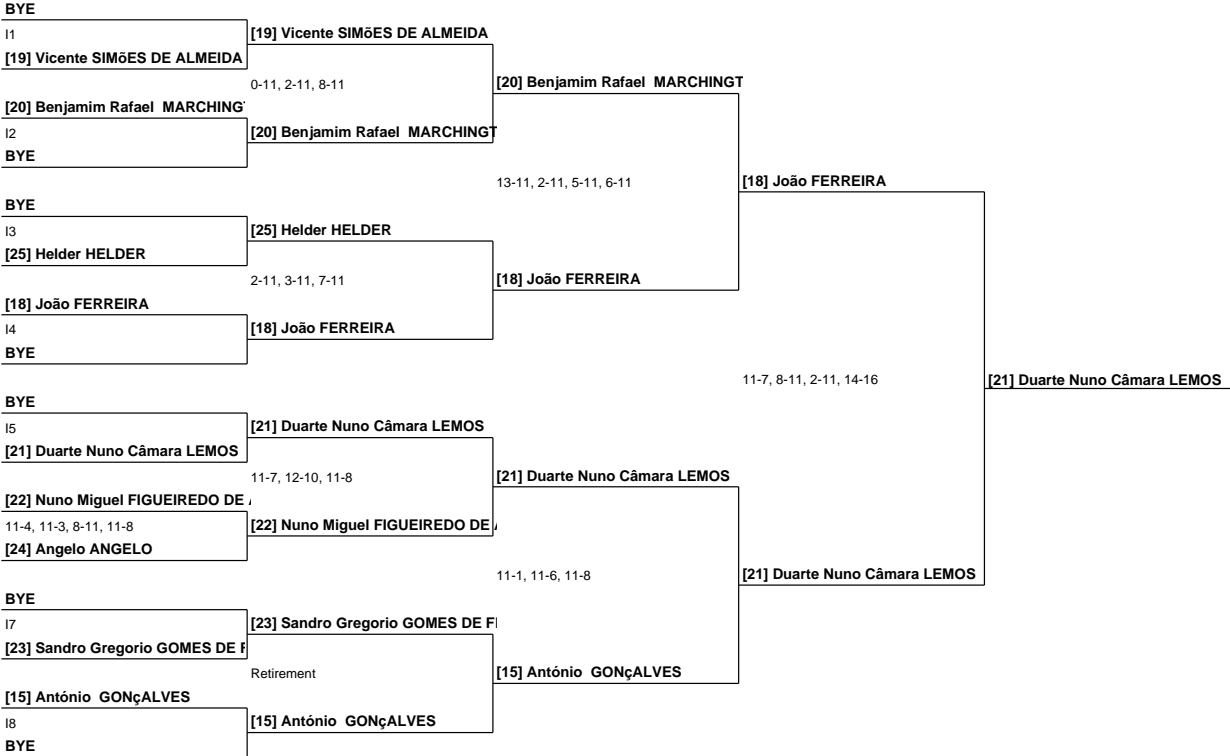 BYE
I1
[19] Vicente SIMõES DE ALMEIDA
[19] Vicente SIMõES DE ALMEIDA
0-11, 2-11, 8-11
[20] Benjamim Rafael  MARCHINGT
[20] Benjamim Rafael  MARCHING
I2
[20] Benjamim Rafael  MARCHINGT
BYE
13-11, 2-11, 5-11, 6-11
[18] João FERREIRA
BYE
I3
[25] Helder HELDER
[25] Helder HELDER
2-11, 3-11, 7-11
[18] João FERREIRA
[18] João FERREIRA
I4
[18] João FERREIRA
BYE
11-7, 8-11, 2-11, 14-16
[21] Duarte Nuno Câmara LEMOS
BYE
I5
[21] Duarte Nuno Câmara LEMOS
[21] Duarte Nuno Câmara LEMOS
11-7, 12-10, 11-8
[21] Duarte Nuno Câmara LEMOS
[22] Nuno Miguel FIGUEIREDO DE
11-4, 11-3, 8-11, 11-8
[22] Nuno Miguel FIGUEIREDO DE
[24] Angelo ANGELO
11-1, 11-6, 11-8
[21] Duarte Nuno Câmara LEMOS
BYE
I7
[23] Sandro Gregorio GOMES DE
[23] Sandro Gregorio GOMES DE
Retirement
[15] António  GONçALVES
[15] António  GONçALVES
I8
[15] António  GONçALVES
BYE